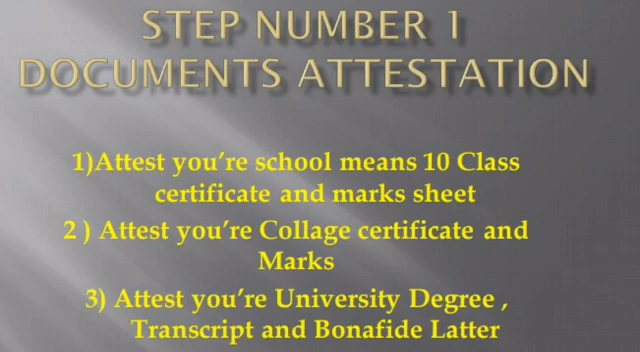 STEP NUMBER 1
DOCUMENTS ATTESTATION
1)Attest you're school means 10 Class
certificate and marks sheet
2 ) Attest you're Collage certificate and
Marks
3) Attest you're University Degree ,
Transcript and Bonafide Latter